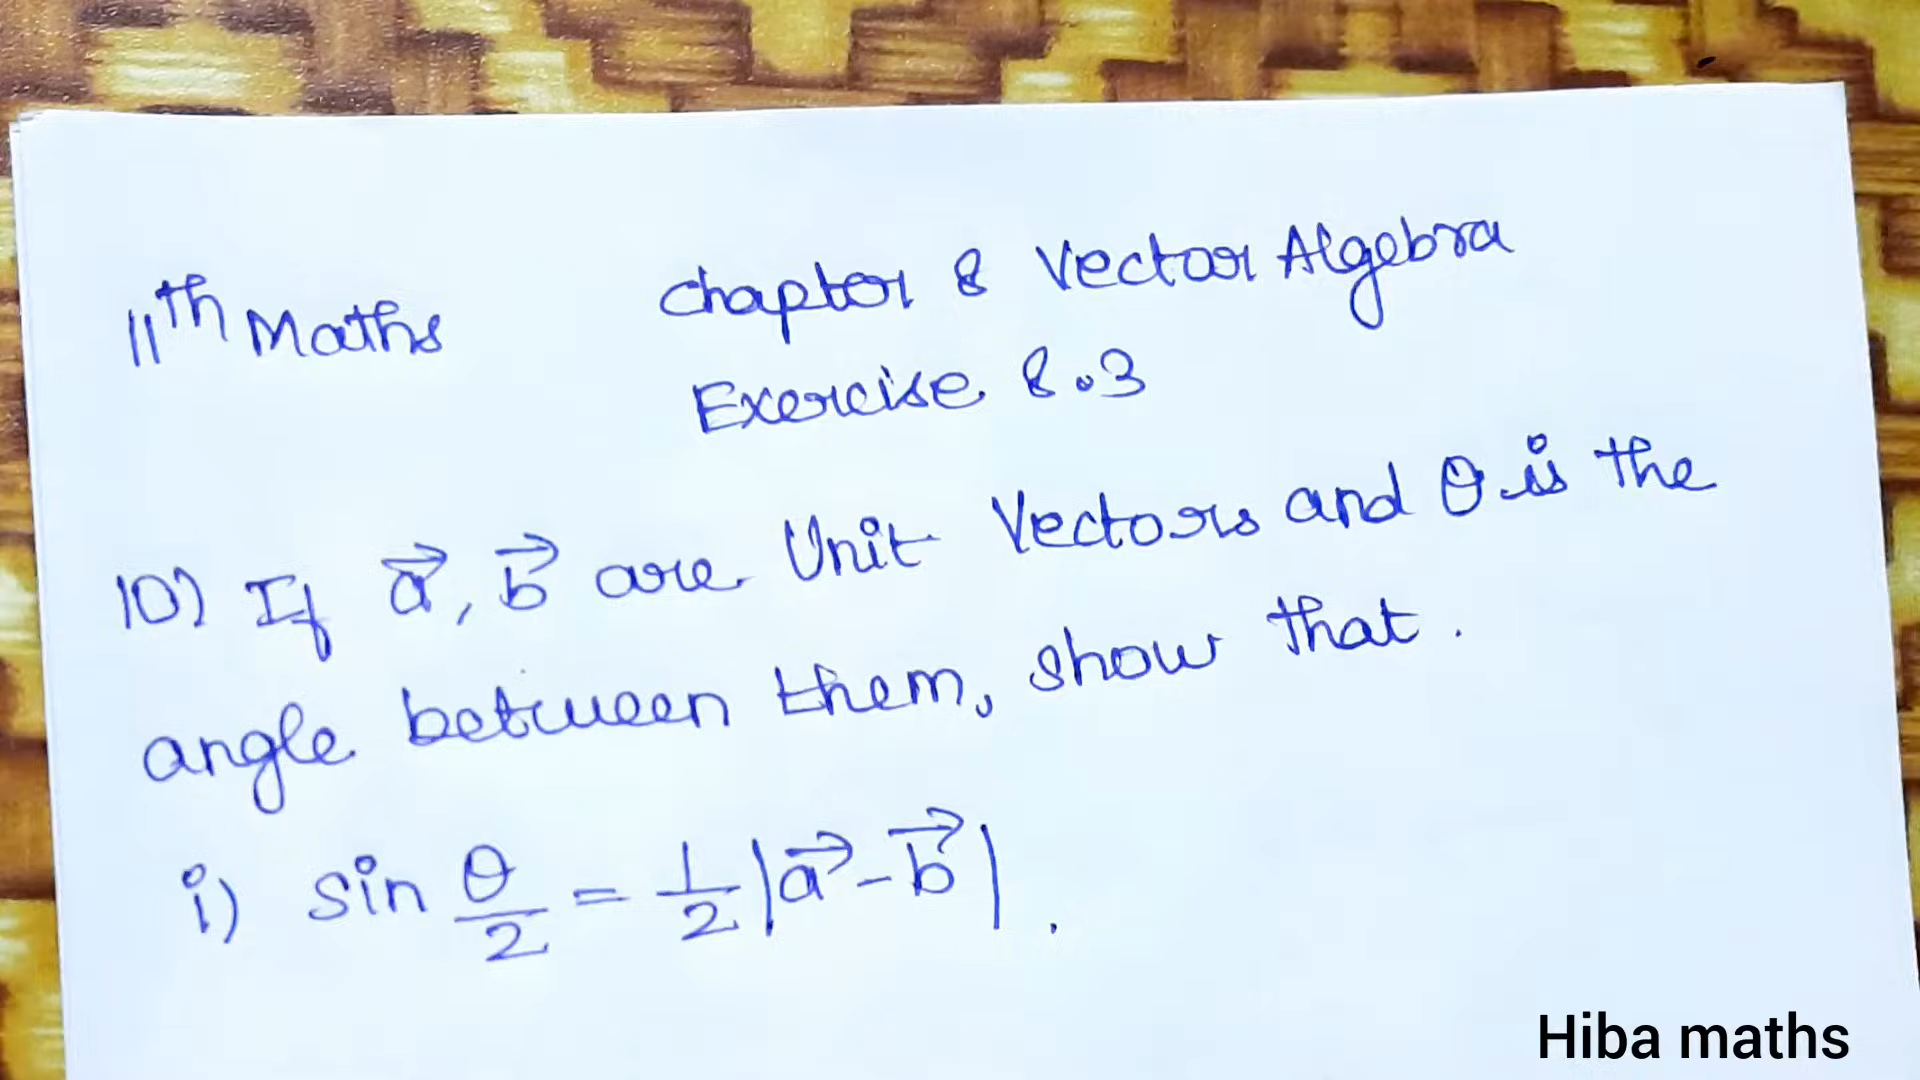 11th Maths
Chapter 8 Vector Algebra
Exercise 8.3
10) If a⃗, b⃗ are Unit Vectors and θ is the
angle between them, show that.
i) sin θ/2 = 1/2 |a⃗ - b⃗|.
Hiba maths